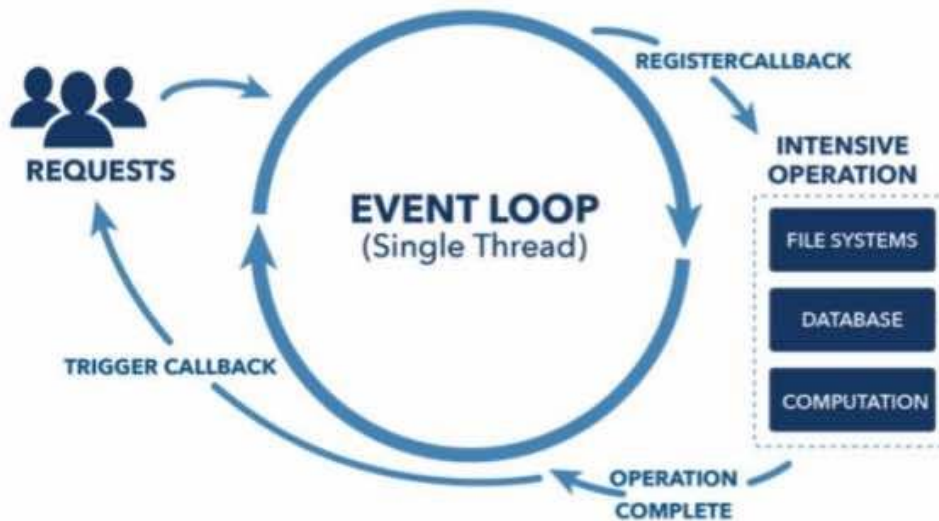 REQUESTS
REGISTERCALLBACK
INTENSIVE
OPERATION
EVENT LOOP
(Single Thread)
FILE SYSTEMS
DATABASE
COMPUTATION
TRIGGER CALLBACK
OPERATION
COMPLETE